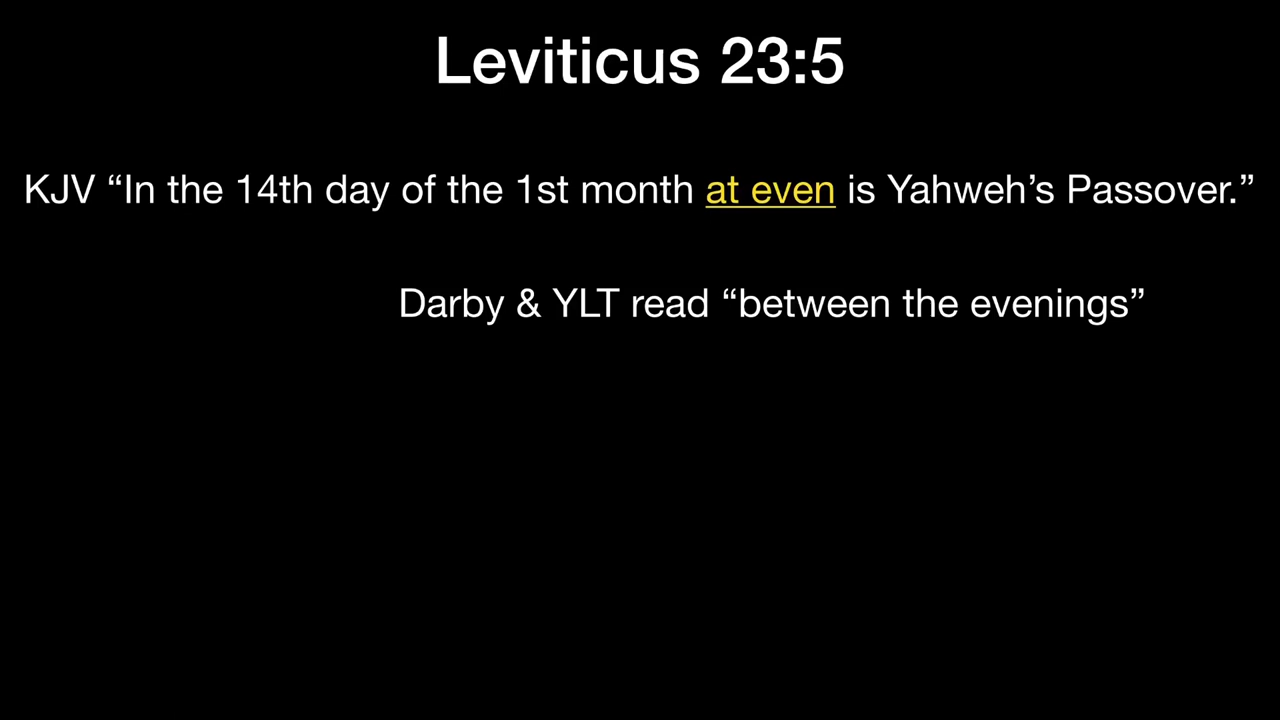 Leviticus 23:5
KJV “In the 14th day of the 1st month at even is Yahweh’s Passover.”
Darby & YLT read “between the evenings”